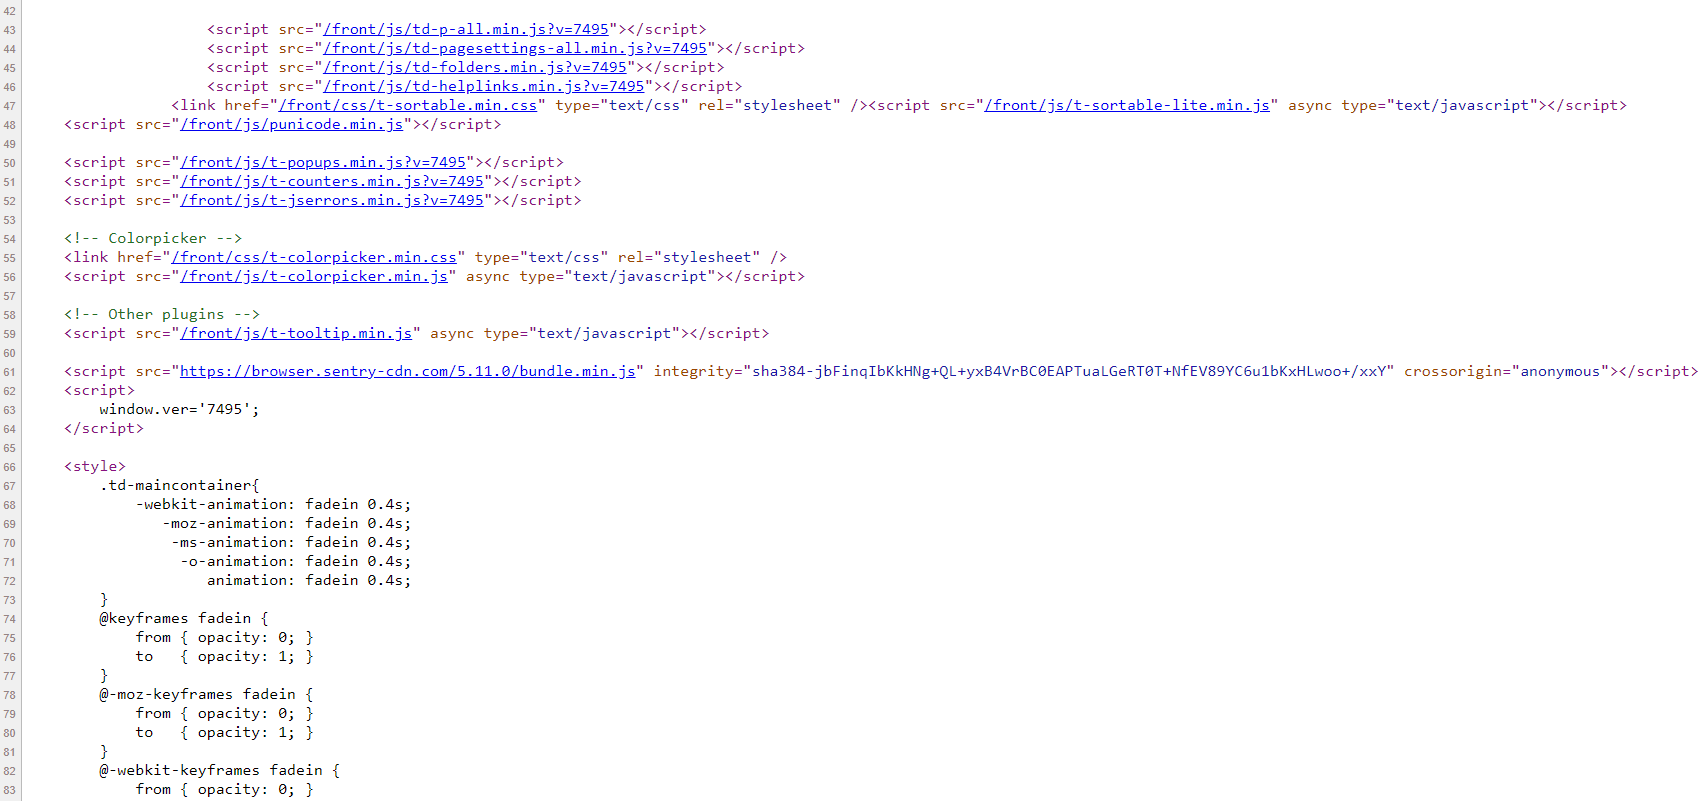 42
43 <script src="/front/js/td-p-all.min.js?v=7495"></script>
44 <script src="/front/js/td-pagesettings-all.min.js?v=7495"></script>
45 <script src="/front/js/td-folders.min.js?v=7495"></script>
46 <script src="/front/js/td-helplinks.min.js?v=7495"></script>
47 <link href="/front/css/t-sortable.min.css" type="text/css" rel="stylesheet" /><script src="/front/js/t-sortable-lite.min.js" async type="text/javascript"></script>
48 <script src="/front/js/punicode.min.js"></script>
49
50 <script src="/front/js/t-popups.min.js?v=7495"></script>
51 <script src="/front/js/t-counters.min.js?v=7495"></script>
52 <script src="/front/js/t-jserrors.min.js?v=7495"></script>
53
54 <!-- Colorpicker -->
55 <link href="/front/css/t-colorpicker.min.css" type="text/css" rel="stylesheet" />
56 <script src="/front/js/t-colorpicker.min.js" async type="text/javascript"></script>
57
58 <!-- Other plugins -->
59 <script src="/front/js/t-tooltip.min.js" async type="text/javascript"></script>
60
61 <script src="https://browser.sentry-cdn.com/5.11.0/bundle.min.js" integrity="sha384-jbFinqIbKkHNg+QL+yxB4VrBC0EAPTuaLGeRT0T+NfEV89YC6u1bKxHLwoo+/xxY" crossorigin="anonymous"></script>
62 <script>
63 window.ver='7495';
64 </script>
65
66 <style>
67 .td-maincontainer{
68 -webkit-animation: fadein 0.4s;
69 -moz-animation: fadein 0.4s;
70 -ms-animation: fadein 0.4s;
71 -o-animation: fadein 0.4s;
72 animation: fadein 0.4s;
73 }
74 @keyframes fadein {
75 from { opacity: 0; }
76 to { opacity: 1; }
77 }
78 @-moz-keyframes fadein {
79 from { opacity: 0; }
80 to { opacity: 1; }
81 }
82 @-webkit-keyframes fadein {
83 from { opacity: 0; }